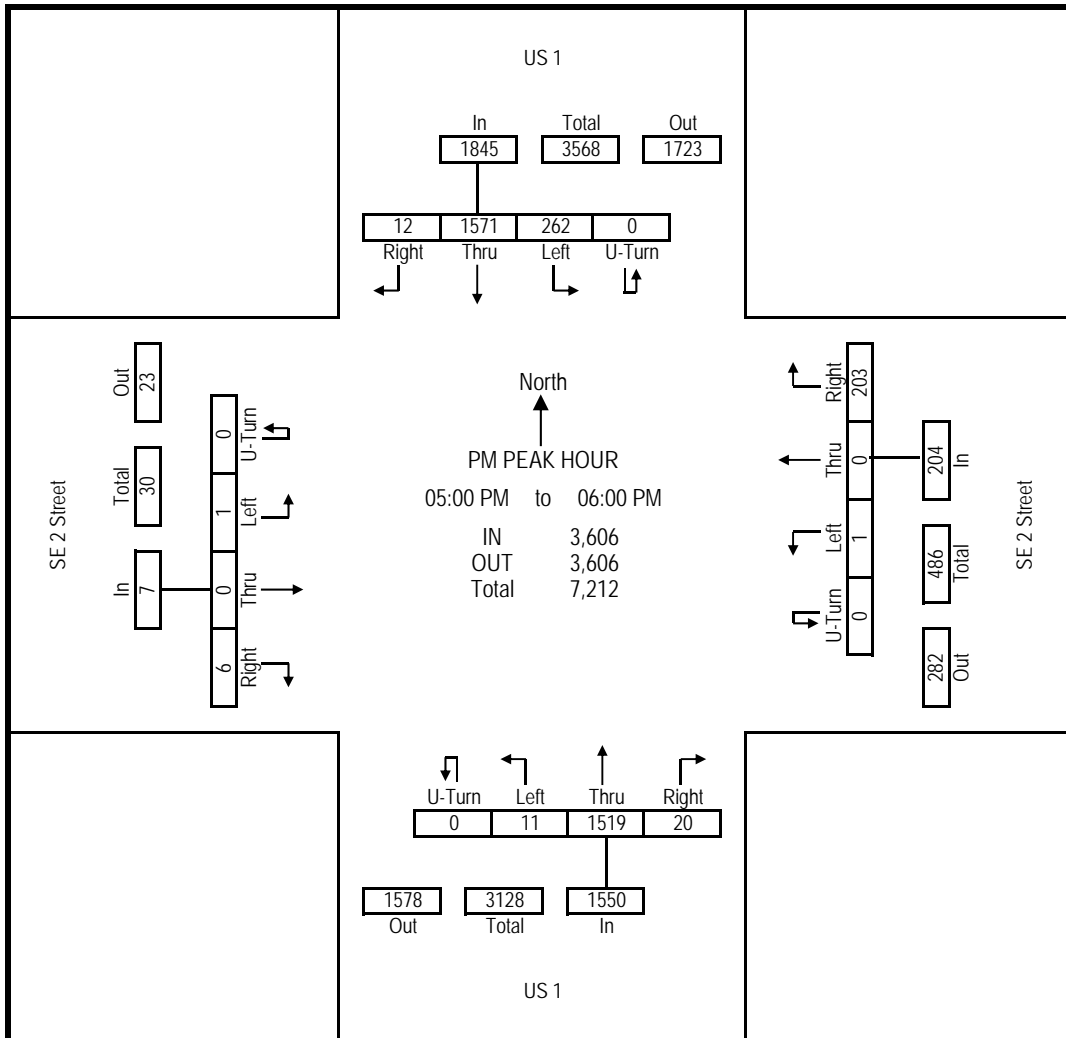 US 1
In Total Out
1845 3568 1723
12 1571 262 0
Right Thru Left U-Turn
SE 2 Street
Out 23
Total 30
In 7
0 U-Turn
1 Left
0 Thru
6 Right
North
PM PEAK HOUR
05:00 PM to 06:00 PM
IN 3,606
OUT 3,606
Total 7,212
Right 203
Thru 0
Left 1
U-Turn 0
204 In
486 Total
282 Out
SE 2 Street
U-Turn Left Thru Right
0 11 1519 20
1578 3128 1550
Out Total In
US 1